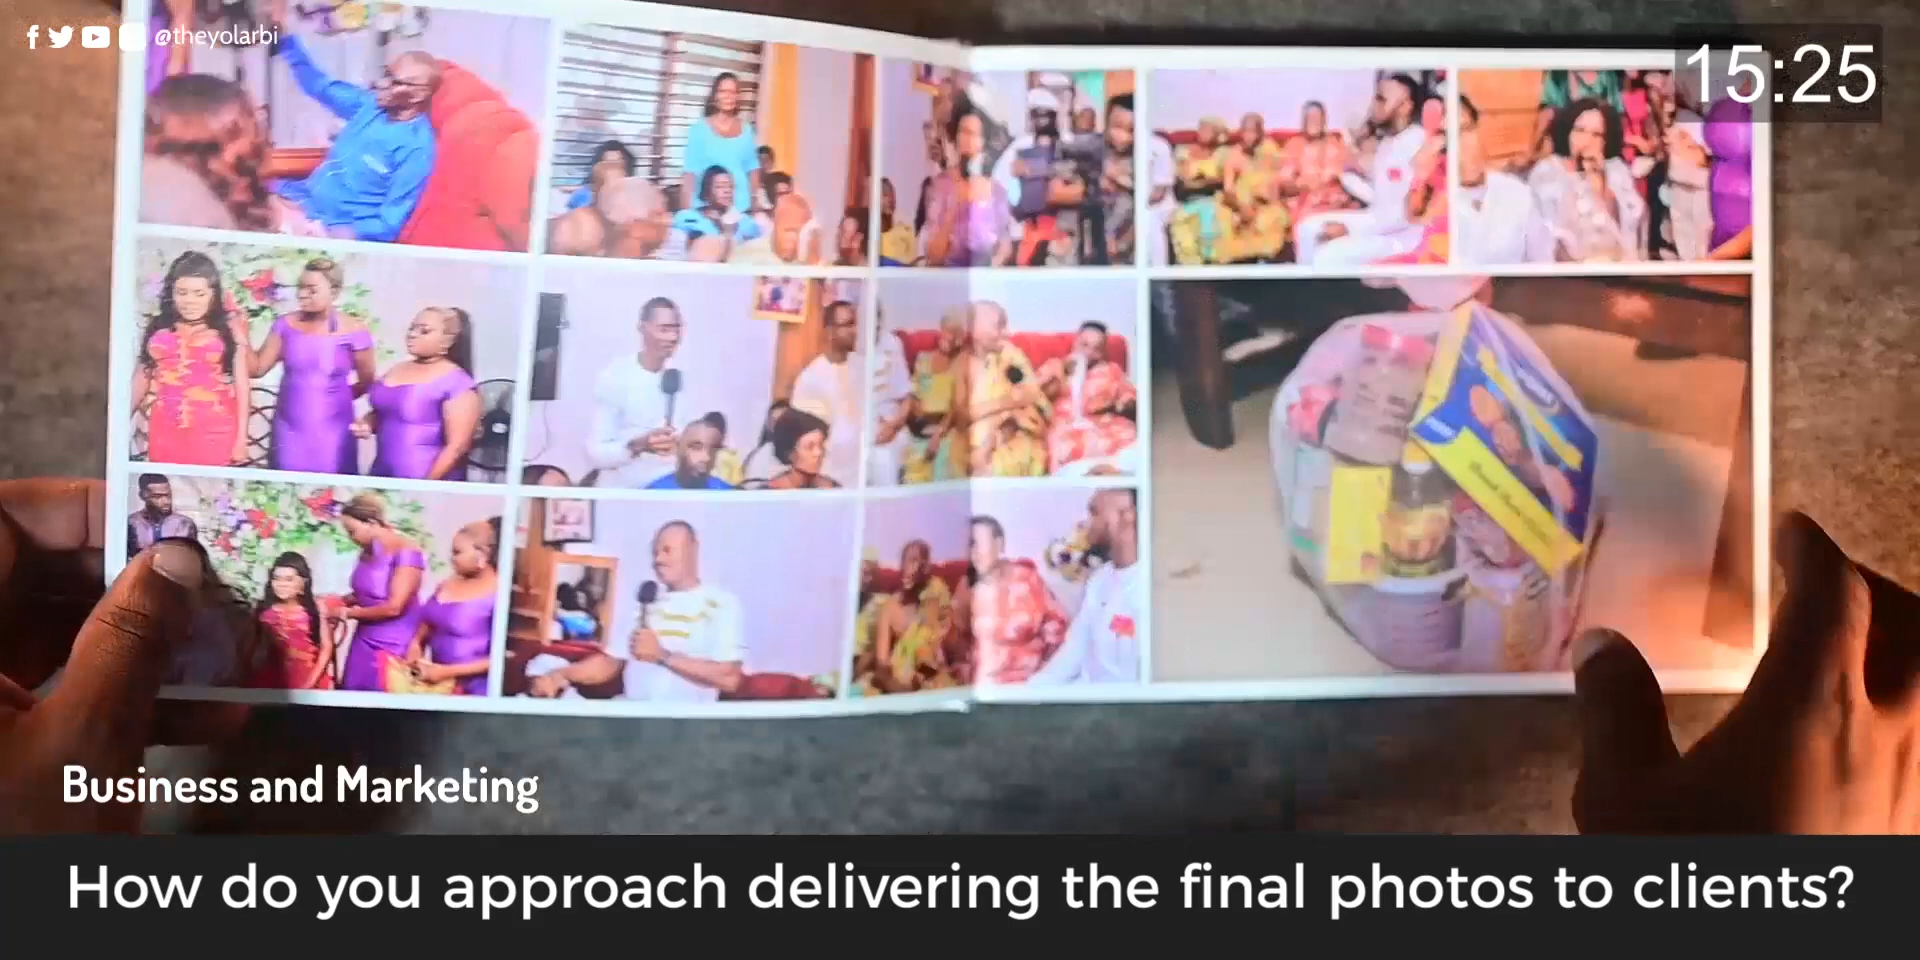 @theyolarbi
15:25
Business and Marketing
How do you approach delivering the final photos to clients?